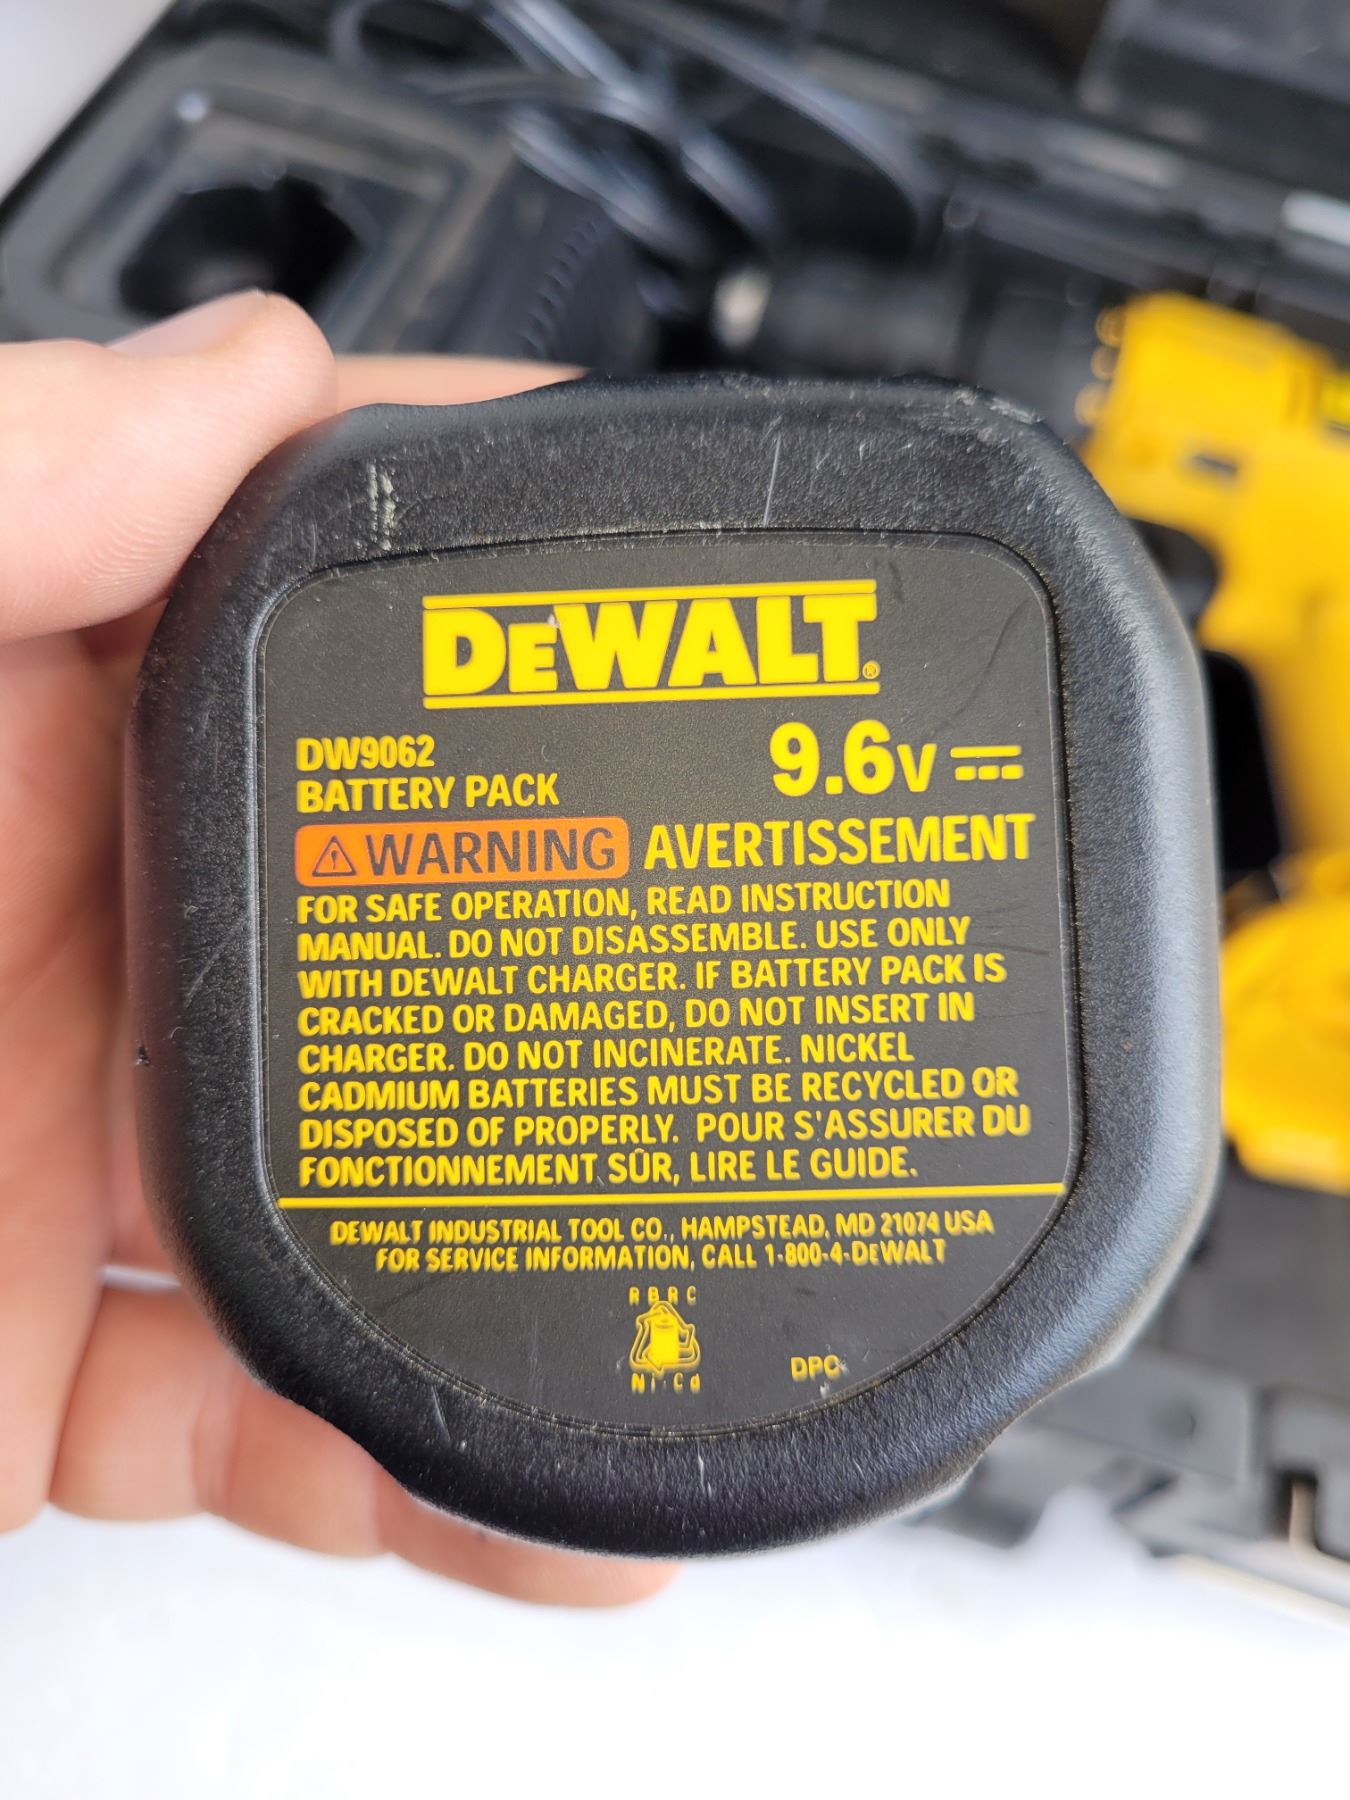 DEWALT®
DW9062
BATTERY PACK
9.6V
WARNING AVERTISSEMENT
FOR SAFE OPERATION, READ INSTRUCTION
MANUAL. DO NOT DISASSEMBLE. USE ONLY
WITH DEWALT CHARGER. IF BATTERY PACK IS
CRACKED OR DAMAGED, DO NOT INSERT IN
CHARGER. DO NOT INCINERATE. NICKEL
CADMIUM BATTERIES MUST BE RECYCLED OR
DISPOSED OF PROPERLY. POUR S'ASSURER DU
FONCTIONNEMENT SÛR, LIRE LE GUIDE.
DEWALT INDUSTRIAL TOOL CO., HAMPSTEAD, MD 21074 USA
FOR SERVICE INFORMATION, CALL 1-800-4-DEWALT
RBRC
Ni-Cd
DPC